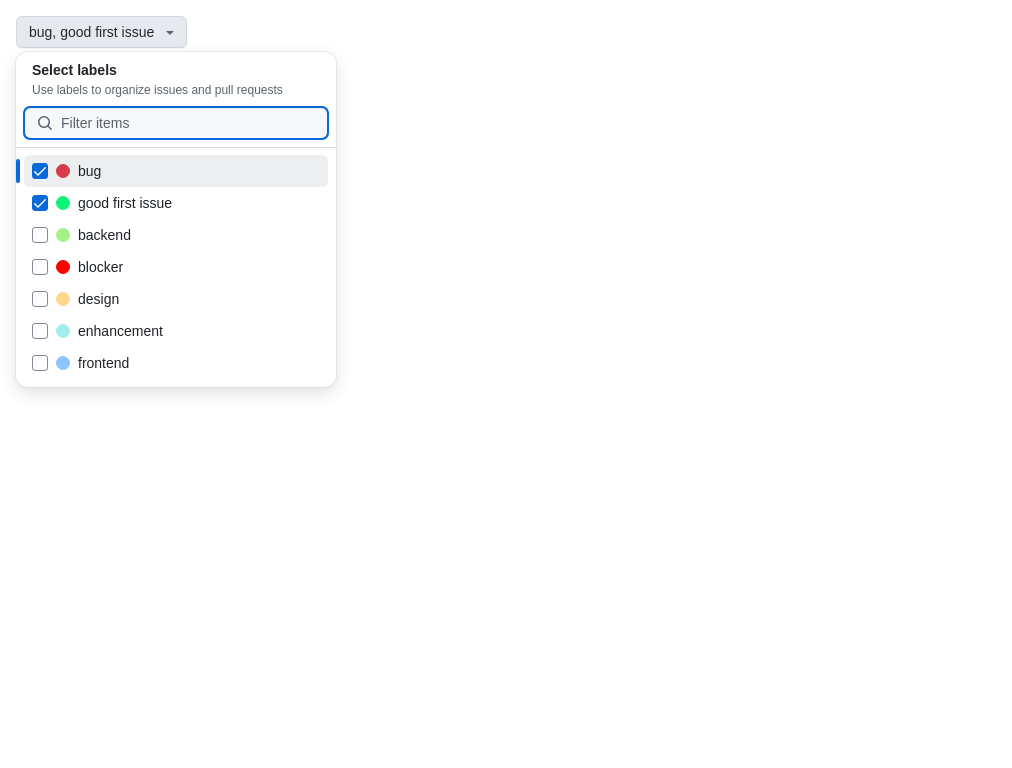 bug, good first issue
Select labels
Use labels to organize issues and pull requests
Filter items
bug
good first issue
backend
blocker
design
enhancement
frontend